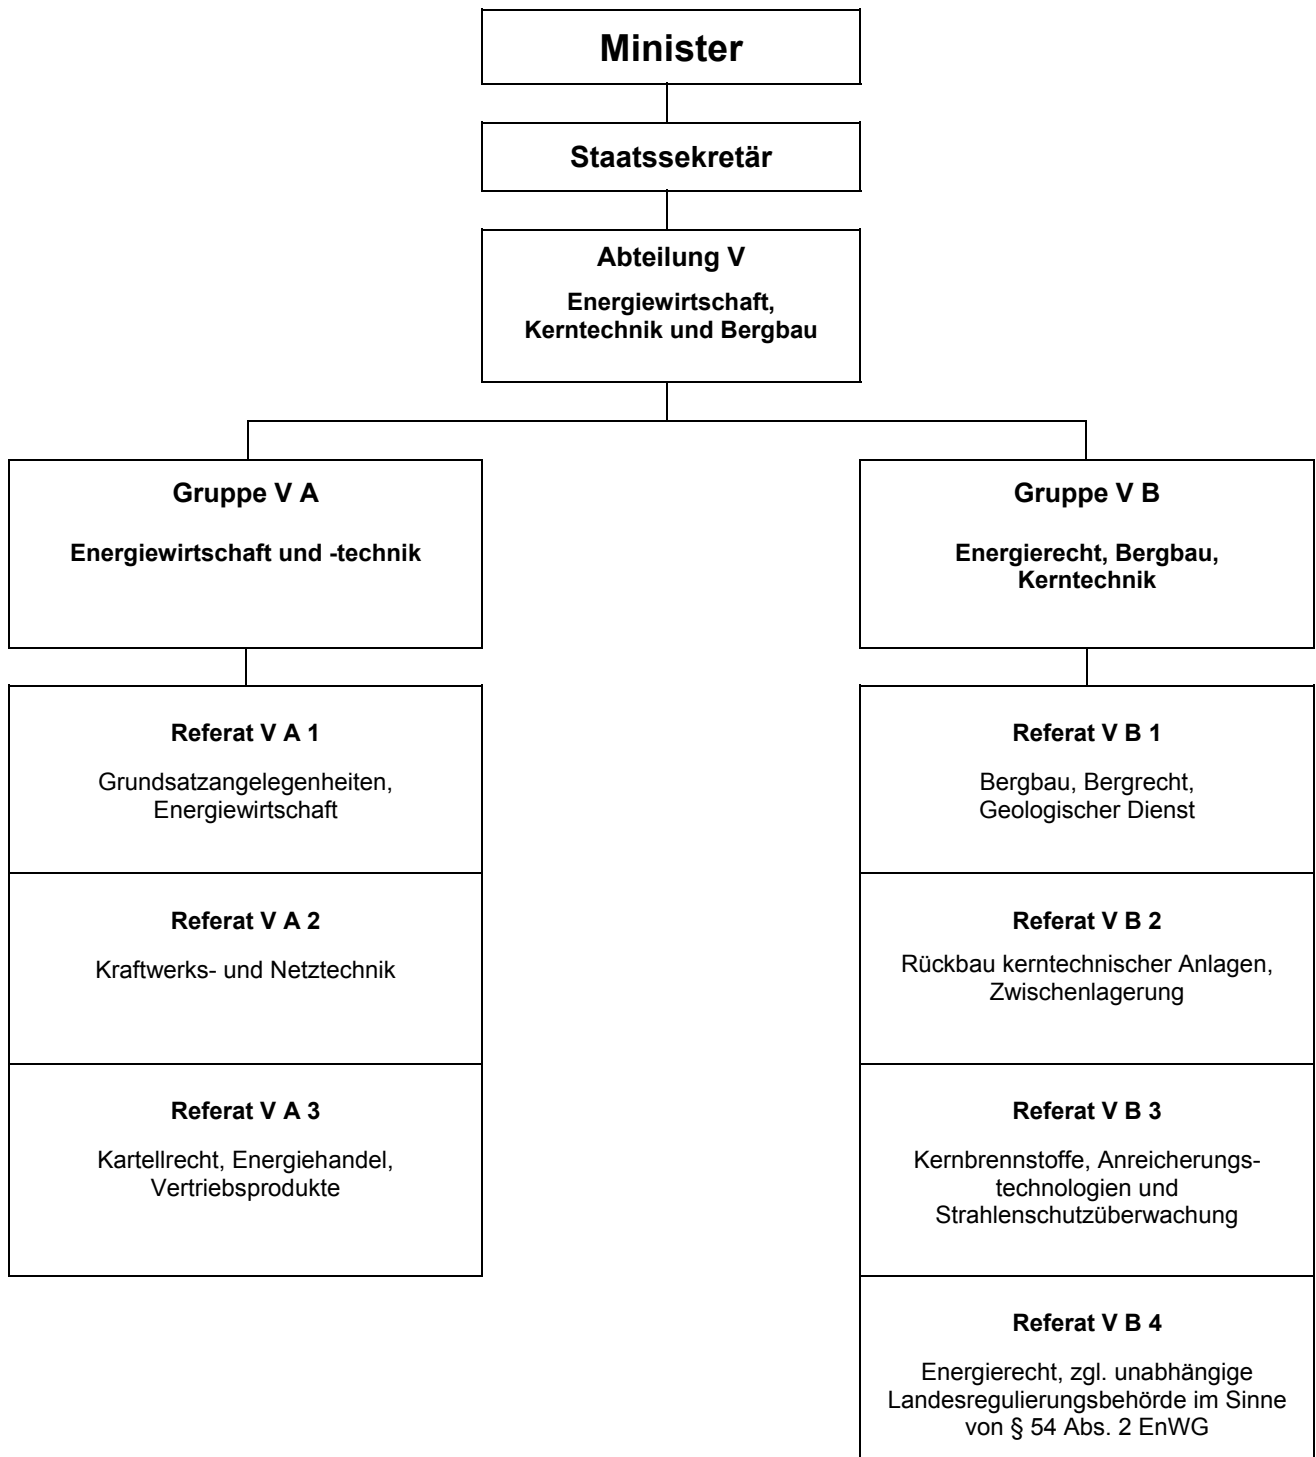 Minister
Staatssekretär
Abteilung V
Energiewirtschaft,
Kerntechnik und Bergbau
Gruppe V A
Energiewirtschaft und -technik
Gruppe V B
Energierecht, Bergbau,
Kerntechnik
Referat V A 1
Grundsatzangelegenheiten,
Energiewirtschaft
Referat V A 2
Kraftwerks- und Netztechnik
Referat V A 3
Kartellrecht, Energiehandel,
Vertriebsprodukte
Referat V B 1
Bergbau, Bergrecht,
Geologischer Dienst
Referat V B 2
Rückbau kerntechnischer Anlagen,
Zwischenlagerung
Referat V B 3
Kernbrennstoffe, Anreicherungs-
technologien und
Strahlenschutzüberwachung
Referat V B 4
Energierecht, zgl. unabhängige
Landesregulierungsbehörde im Sinne
von § 54 Abs. 2 EnWG